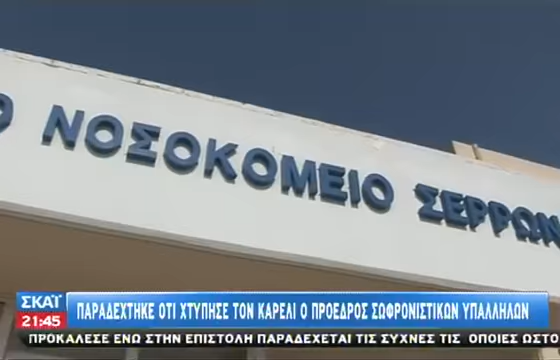 Ο ΝΟΣΟΚΟΜΕΙΟ ΣΕΡΡΩΝ
ΣΚΑΪ
21:45
ΠΑΡΑΔΕΧΤΗΚΕ ΟΤΙ ΧΤΥΠΗΣΕ ΤΟΝ ΚΑΡΕΛΙ Ο ΠΡΟΕΔΡΟΣ ΣΩΦΡΟΝΙΣΤΙΚΩΝ ΥΠΑΛΛΗΛΩΝ
ΠΡΟΚΑΛΕΣΕ ΕΝΩ ΣΤΗΝ ΕΠΙΣΤΟΛΗ ΠΑΡΑΔΕΧΕΤΑΙ ΤΙΣ ΣΥΧΝΕΣ ΤΙΣ ΟΠΟΙΕΣ ΩΣΤ